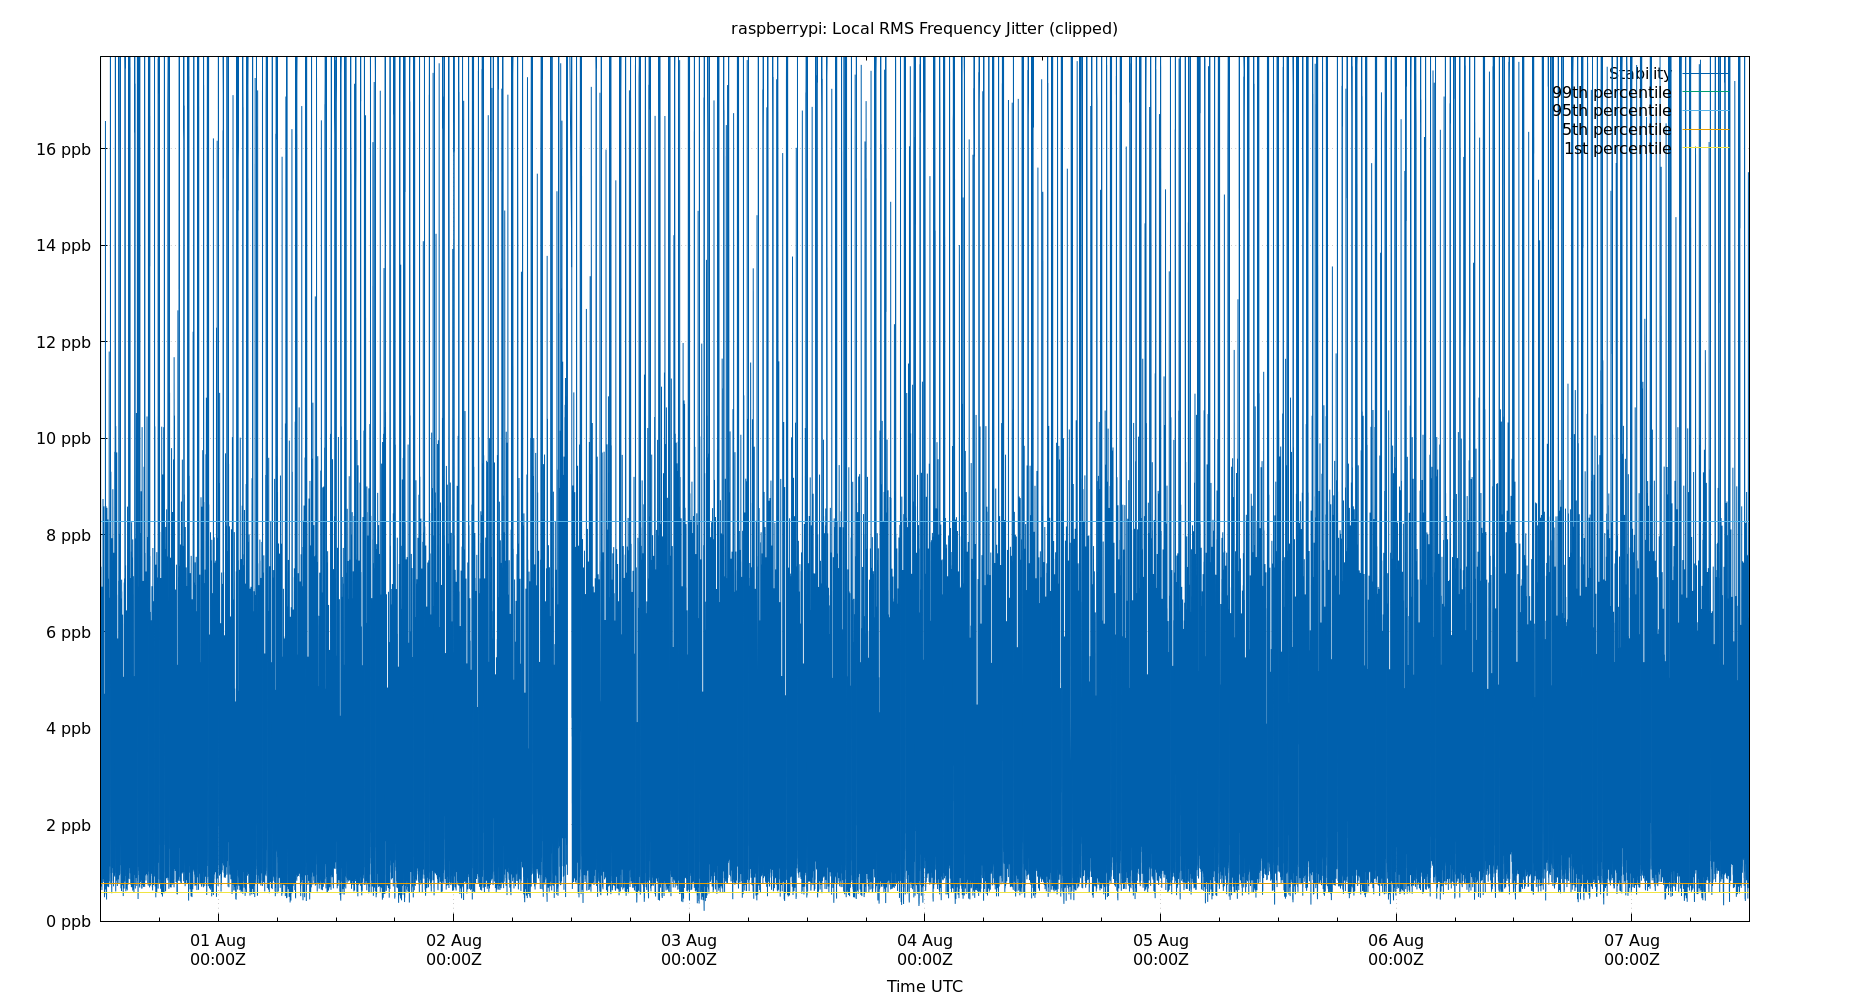 raspberrypi: Local RMS Frequency Jitter (clipped)
Stability
99th percentile
95th percentile
5th percentile
1st percentile
16 ppb
14 ppb
12 ppb
10 ppb
8 ppb
6 ppb
4 ppb
2 ppb
0 ppb
01 Aug 02 Aug 03 Aug 04 Aug 05 Aug 06 Aug 07 Aug
00:00Z 00:00Z 00:00Z 00:00Z 00:00Z 00:00Z 00:00Z
Time UTC